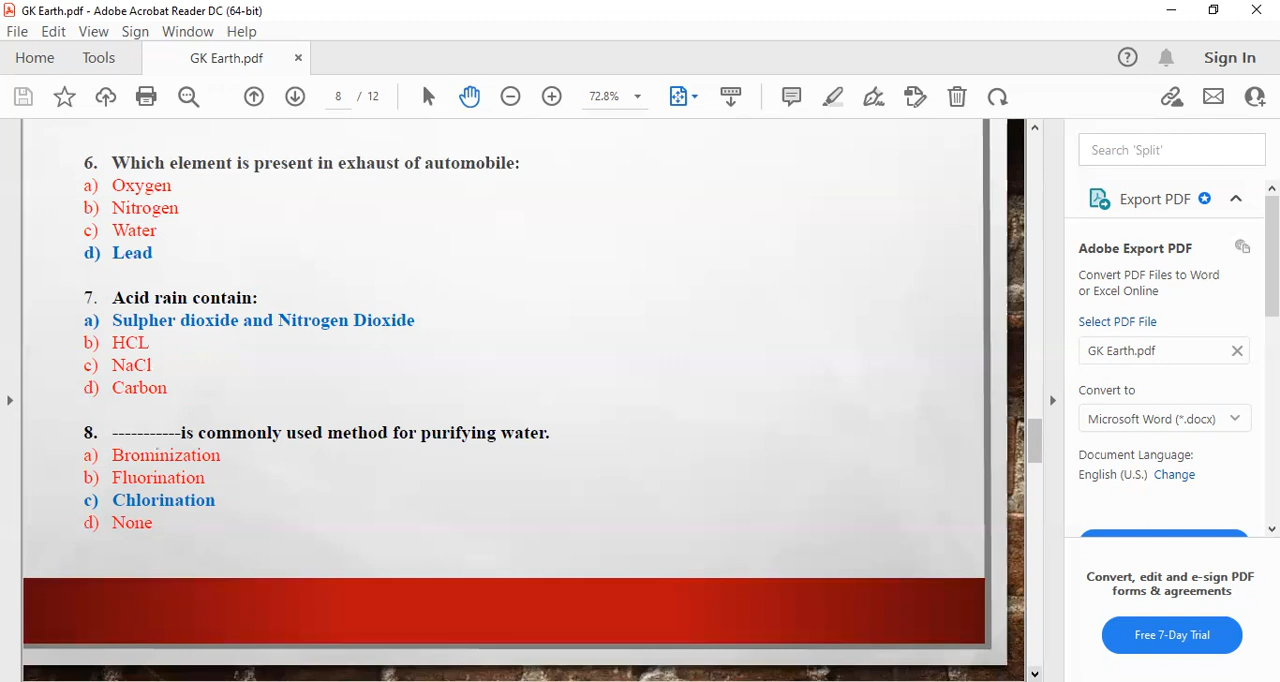 GK Earth.pdf - Adobe Acrobat Reader DC (64-bit)
File Edit View Sign Window Help
Home Tools GK Earth.pdf × Sign In
8 / 12 72.8%
6. Which element is present in exhaust of automobile:
a) Oxygen
b) Nitrogen
c) Water
d) Lead
7. Acid rain contain:
a) Sulpher dioxide and Nitrogen Dioxide
b) HCL
c) NaCl
d) Carbon
8. -----------is commonly used method for purifying water.
a) Brominization
b) Fluorination
c) Chlorination
d) None
Search 'Split'
Export PDF
Adobe Export PDF
Convert PDF Files to Word
or Excel Online
Select PDF File
GK Earth.pdf
Convert to
Microsoft Word (*.docx)
Document Language:
English (U.S.) Change
Convert, edit and e-sign PDF
forms & agreements
Free 7-Day Trial